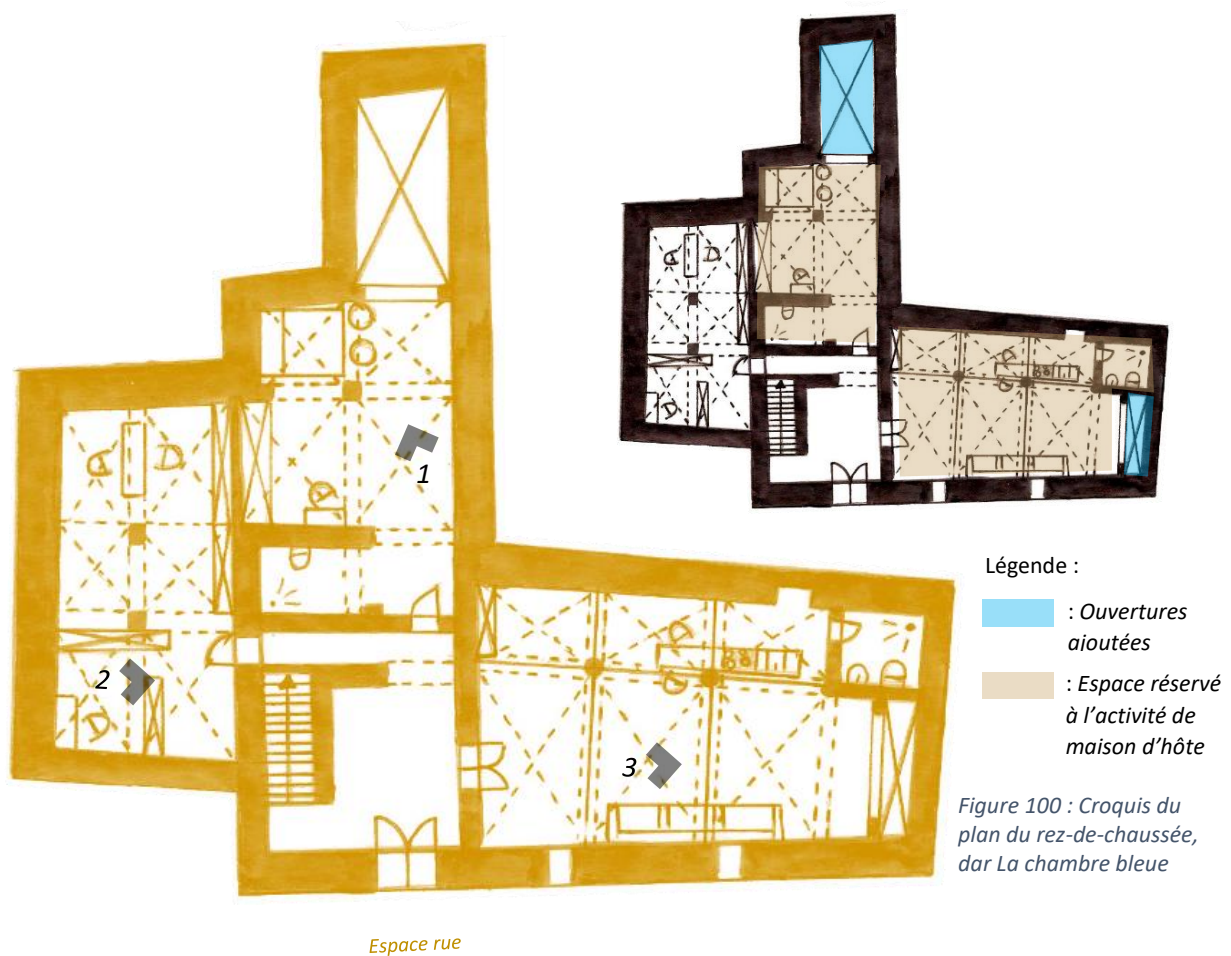 1
2
3
Légende :
: Ouvertures
aioutées
: Espace réservé
à l’activité de
maison d’hôte
Figure 100 : Croquis du
plan du rez-de-chaussée,
dar La chambre bleue
Espace rue